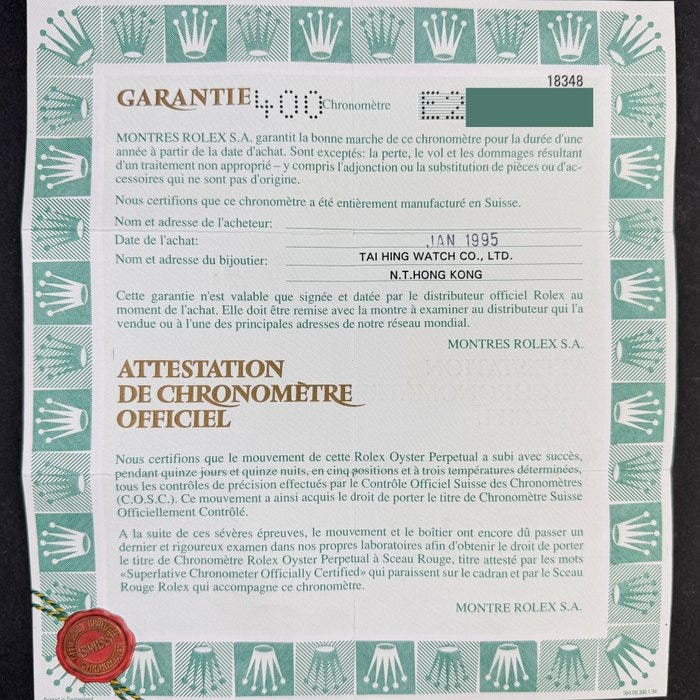 18348
GARANTIE 400 Chronomètre E2
MONTRES ROLEX S.A. garantit la bonne marche de ce chronomètre pour la durée d'une
année à partir de la date d'achat. Sont exceptés: la perte, le vol et les dommages résultant
d'un traitement non approprié – y compris l'adjonction ou la substitution de pièces ou d'ac-
cessoires qui ne sont pas d'origine.
Nous certifions que ce chronomètre a été entièrement manufacturé en Suisse.
Nom et adresse de l'acheteur:
Date de l'achat: JAN 1995
Nom et adresse du bijoutier: TAI HING WATCH CO., LTD.
N.T.HONG KONG
Cette garantie n'est valable que signée et datée par le distributeur officiel Rolex au
moment de l'achat. Elle doit être remise avec la montre à examiner au distributeur qui l'a
vendue ou à l'une des principales adresses de notre réseau mondial.
MONTRES ROLEX S.A.
ATTESTATION
DE CHRONOMÈTRE
OFFICIEL
Nous certifions que le mouvement de cette Rolex Oyster Perpetual a subi avec succès,
pendant quinze jours et quinze nuits, en cinq positions et à trois températures déterminées,
tous les contrôles de précision effectués par le Contrôle Officiel Suisse des Chronomètres
(C.O.S.C.). Ce mouvement a ainsi acquis le droit de porter le titre de Chronomètre Suisse
Officiellement Contrôlé.
A la suite de ces sévères épreuves, le mouvement et le boîtier ont encore dû passer un
dernier et rigoureux examen dans nos propres laboratoires afin d'obtenir le droit de porter
le titre de Chronomètre Rolex Oyster Perpetual à Sceau Rouge, titre attesté par les mots
«Superlative Chronometer Officially Certified» qui paraissent sur le cadran et par le Sceau
Rouge Rolex qui accompagne ce chronomètre.
MONTRE ROLEX S.A.
SUISSE
Printed in Switzerland
564.00.300.1.94